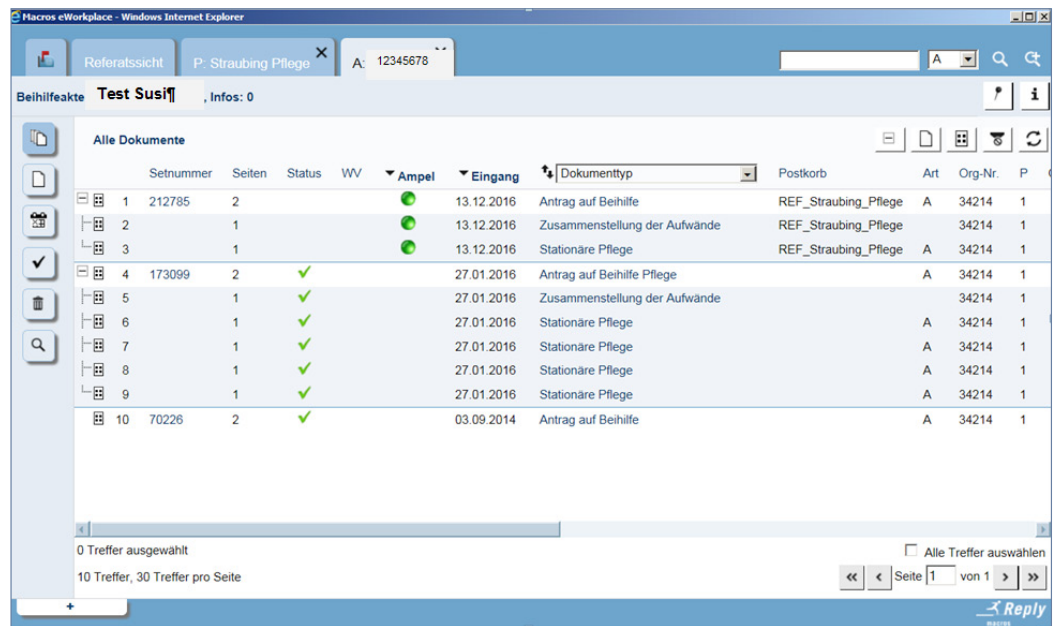 Macros eWorkplace - Windows Internet Explorer
Referatssicht P: Straubing Pflege A: 12345678 A
Beihilfeakte Test Susi¶ , Infos: 0
Alle Dokumente
Setnummer Seiten Status WV Ampel Eingang Dokumenttyp Postkorb Art Org-Nr. P
1 212785 2 13.12.2016 Antrag auf Beihilfe REF_Straubing_Pflege A 34214 1
2 1 13.12.2016 Zusammenstellung der Aufwände REF_Straubing_Pflege 34214 1
3 1 13.12.2016 Stationäre Pflege REF_Straubing_Pflege A 34214 1
4 173099 2 27.01.2016 Antrag auf Beihilfe Pflege A 34214 1
5 1 27.01.2016 Zusammenstellung der Aufwände 34214 1
6 1 27.01.2016 Stationäre Pflege A 34214 1
7 1 27.01.2016 Stationäre Pflege A 34214 1
8 1 27.01.2016 Stationäre Pflege A 34214 1
9 1 27.01.2016 Stationäre Pflege A 34214 1
10 70226 2 03.09.2014 Antrag auf Beihilfe A 34214 1
0 Treffer ausgewählt Alle Treffer auswählen
10 Treffer, 30 Treffer pro Seite Seite 1 von 1
+ Reply
macros